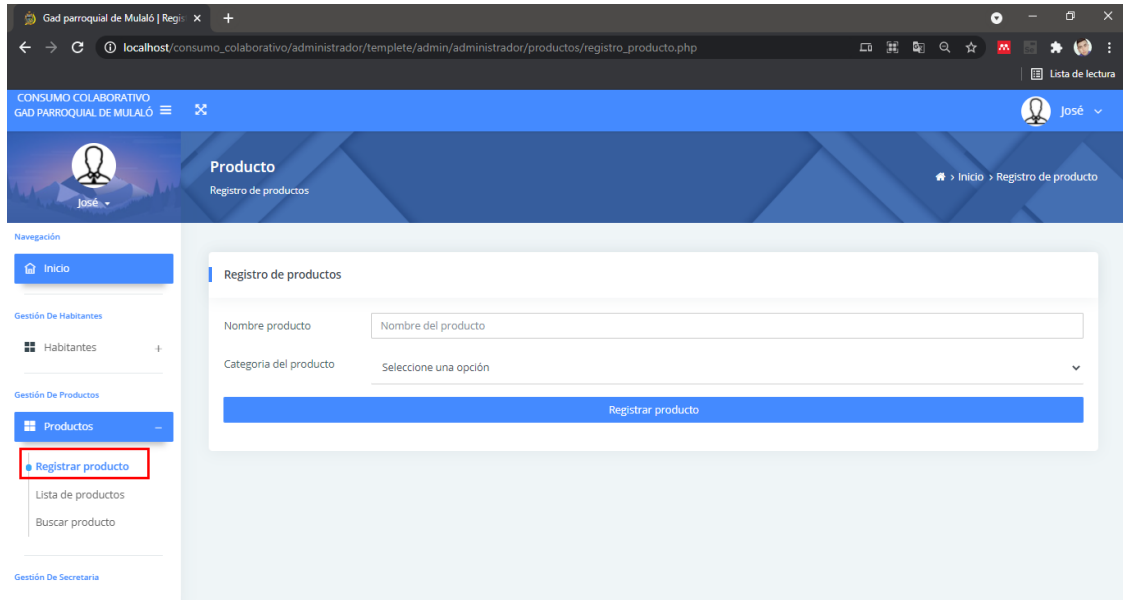 Gad parroquial de Mulaló | Regis
localhost/consumo_colaborativo/administrador/templete/admin/administrador/productos/registro_producto.php
Lista de lectura
CONSUMO COLABORATIVO
GAD PARROQUIAL DE MULALÓ
José
José
Producto
Registro de productos
> Inicio > Registro de producto
Navegación
Inicio
Gestión De Habitantes
Habitantes +
Gestión De Productos
Productos −
Registrar producto
Lista de productos
Buscar producto
Gestión De Secretaria
Registro de productos
Nombre producto
Nombre del producto
Categoria del producto
Seleccione una opción
Registrar producto